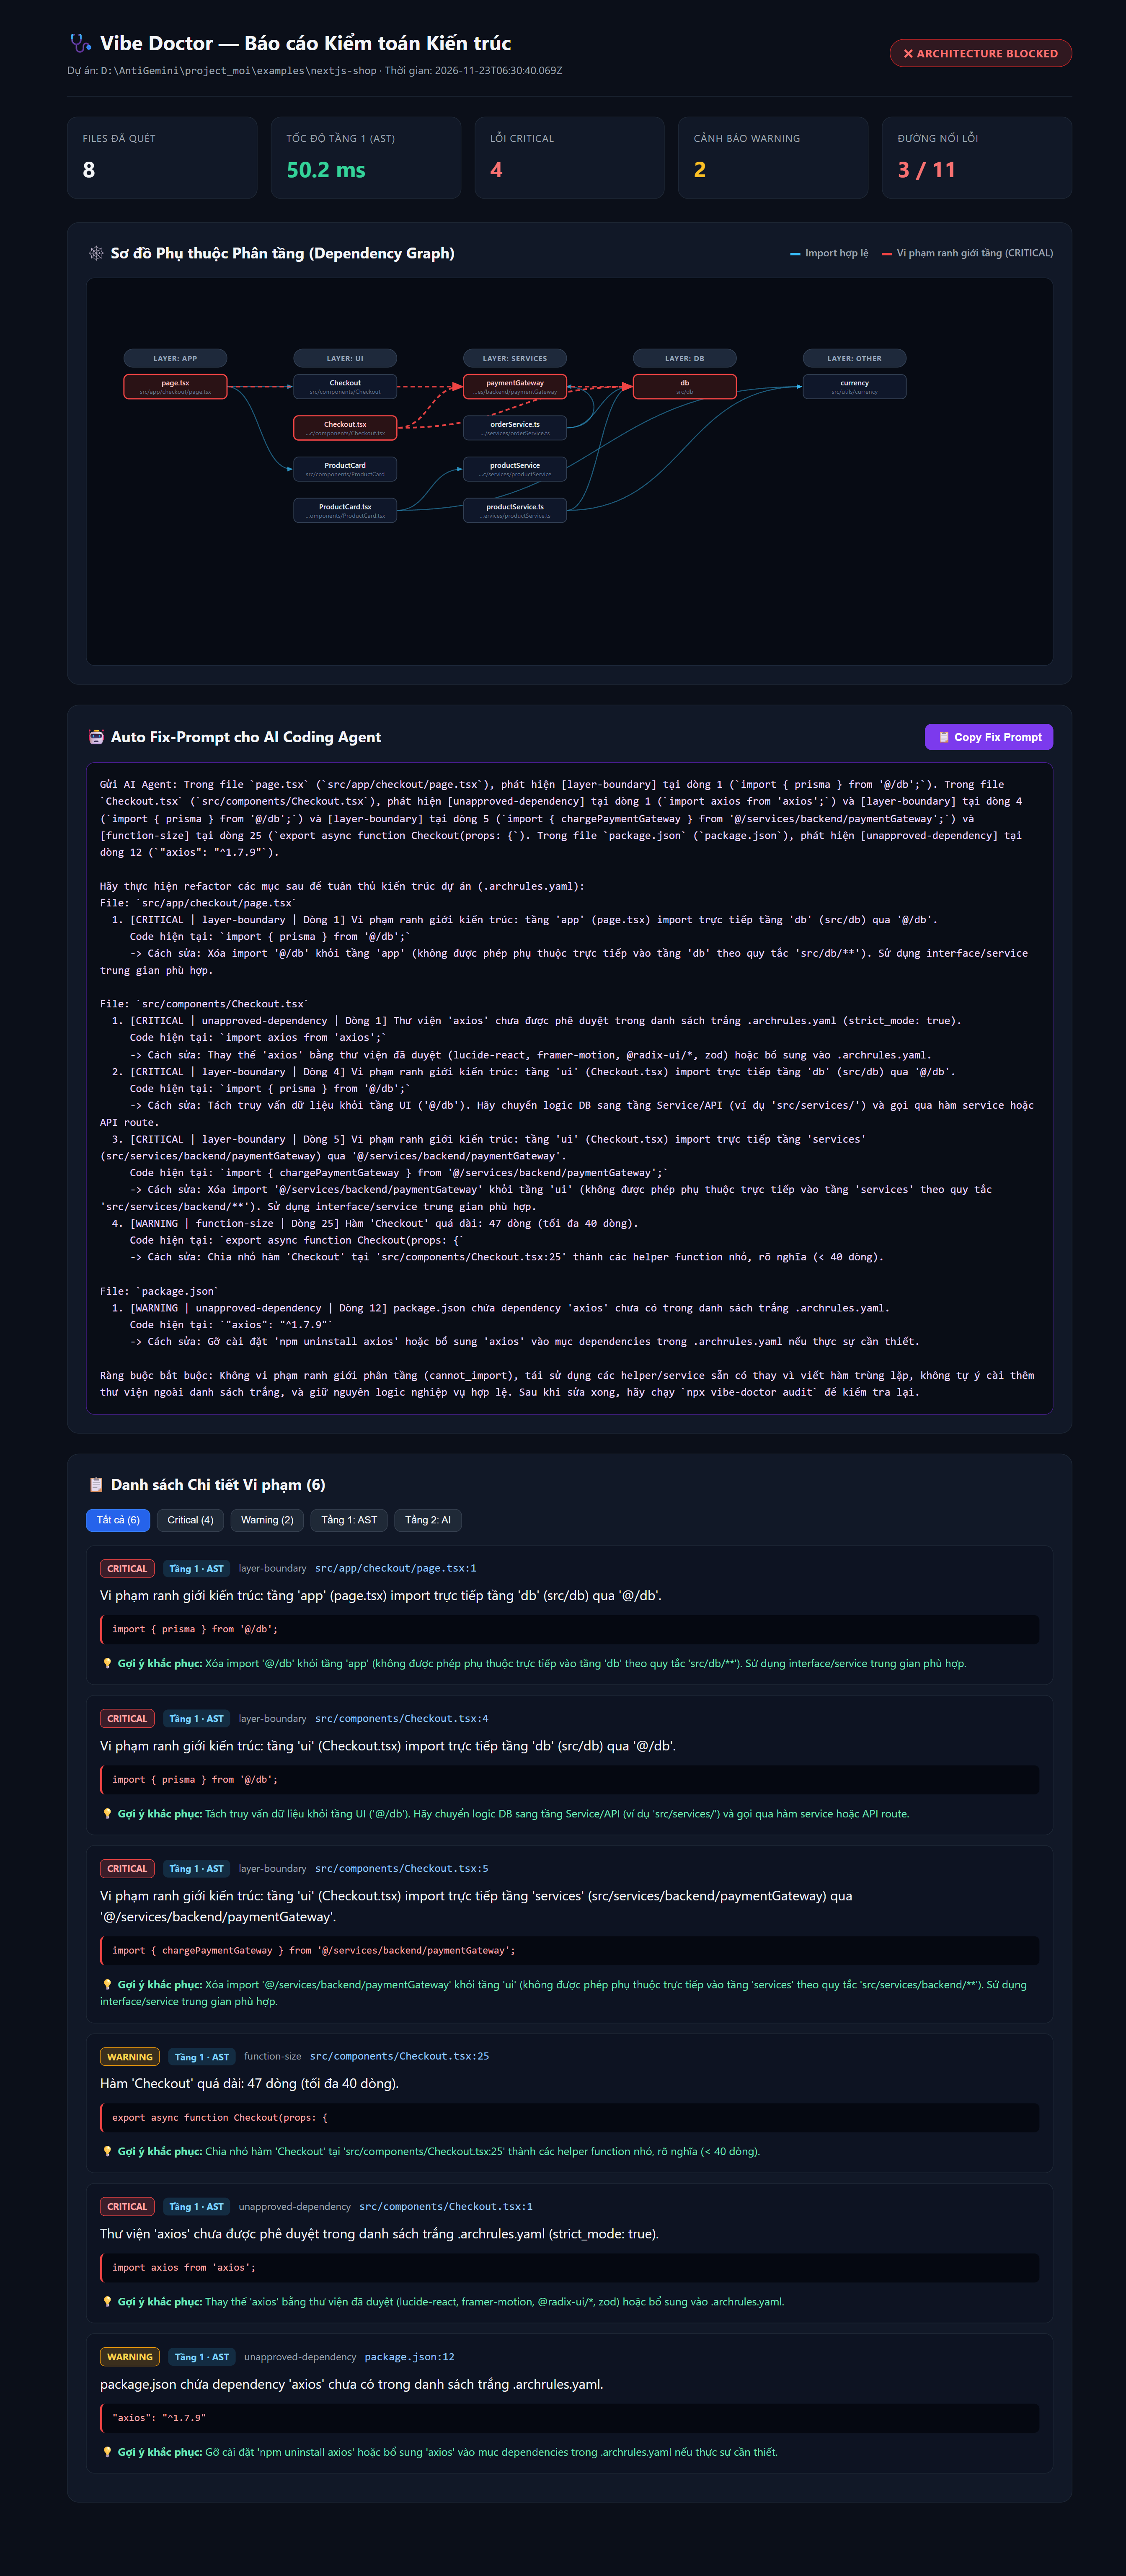 Vibe Doctor — Báo cáo Kiểm toán Kiến trúc
Dự án: D:\AntiGemini\project_moi\examples\nextjs-shop · Thời gian: 2026-11-23T06:30:40.069Z
❌ ARCHITECTURE BLOCKED
FILES ĐÃ QUÉT
8
TỐC ĐỘ TẦNG 1 (AST)
50.2 ms
LỖI CRITICAL
4
CẢNH BÁO WARNING
2
ĐƯỜNG NỐI LỖI
3 / 11
Sơ đồ Phụ thuộc Phân tầng (Dependency Graph)
Import hợp lệ
Vi phạm ranh giới tầng (CRITICAL)
LAYER: APP
LAYER: UI
LAYER: SERVICES
LAYER: DB
LAYER: OTHER
page.tsx
src/app/checkout/page.tsx
Checkout
src/components/Checkout
paymentGateway
...es/backend/paymentGateway
db
src/db
currency
src/utils/currency
Checkout.tsx
...c/components/Checkout.tsx
orderService.ts
.../services/orderService.ts
ProductCard
src/components/ProductCard
productService
...c/services/productService
ProductCard.tsx
...omponents/ProductCard.tsx
productService.ts
...ervices/productService.ts
Auto Fix-Prompt cho AI Coding Agent
Copy Fix Prompt
Gửi AI Agent: Trong file `page.tsx` (`src/app/checkout/page.tsx`), phát hiện [layer-boundary] tại dòng 1 (`import { prisma } from '@/db';`). Trong file
`Checkout.tsx` (`src/components/Checkout.tsx`), phát hiện [unapproved-dependency] tại dòng 1 (`import axios from 'axios';`) và [layer-boundary] tại dòng 4
(`import { prisma } from '@/db';`) và [layer-boundary] tại dòng 5 (`import { chargePaymentGateway } from '@/services/backend/paymentGateway';`) và
[function-size] tại dòng 25 (`export async function Checkout(props: {`). Trong file `package.json` (`package.json`), phát hiện [unapproved-dependency] tại
dòng 12 (`"axios": "^1.7.9"`).
Hãy thực hiện refactor các mục sau để tuân thủ kiến trúc dự án (.archrules.yaml):
File: `src/app/checkout/page.tsx`
1. [CRITICAL | layer-boundary | Dòng 1] Vi phạm ranh giới kiến trúc: tầng 'app' (page.tsx) import trực tiếp tầng 'db' (src/db) qua '@/db'.
Code hiện tại: `import { prisma } from '@/db';`
-> Cách sửa: Xóa import '@/db' khỏi tầng 'app' (không được phép phụ thuộc trực tiếp vào tầng 'db' theo quy tắc 'src/db/**'). Sử dụng interface/service
trung gian phù hợp.
File: `src/components/Checkout.tsx`
1. [CRITICAL | unapproved-dependency | Dòng 1] Thư viện 'axios' chưa được phê duyệt trong danh sách trắng .archrules.yaml (strict_mode: true).
Code hiện tại: `import axios from 'axios';`
-> Cách sửa: Thay thế 'axios' bằng thư viện đã duyệt (lucide-react, framer-motion, @radix-ui/*, zod) hoặc bổ sung vào .archrules.yaml.
2. [CRITICAL | layer-boundary | Dòng 4] Vi phạm ranh giới kiến trúc: tầng 'ui' (Checkout.tsx) import trực tiếp tầng 'db' (src/db) qua '@/db'.
Code hiện tại: `import { prisma } from '@/db';`
-> Cách sửa: Tách truy vấn dữ liệu khỏi tầng UI ('@/db'). Hãy chuyển logic DB sang tầng Service/API (ví dụ 'src/services/') và gọi qua hàm service hoặc
API route.
3. [CRITICAL | layer-boundary | Dòng 5] Vi phạm ranh giới kiến trúc: tầng 'ui' (Checkout.tsx) import trực tiếp tầng 'services'
(src/services/backend/paymentGateway) qua '@/services/backend/paymentGateway'.
Code hiện tại: `import { chargePaymentGateway } from '@/services/backend/paymentGateway';`
-> Cách sửa: Xóa import '@/services/backend/paymentGateway' khỏi tầng 'ui' (không được phép phụ thuộc trực tiếp vào tầng 'services' theo quy tắc
'src/services/backend/**'). Sử dụng interface/service trung gian phù hợp.
4. [WARNING | function-size | Dòng 25] Hàm 'Checkout' quá dài: 47 dòng (tối đa 40 dòng).
Code hiện tại: `export async function Checkout(props: {`
-> Cách sửa: Chia nhỏ hàm 'Checkout' tại 'src/components/Checkout.tsx:25' thành các helper function nhỏ, rõ nghĩa (< 40 dòng).
File: `package.json`
1. [WARNING | unapproved-dependency | Dòng 12] package.json chứa dependency 'axios' chưa có trong danh sách trắng .archrules.yaml.
Code hiện tại: `"axios": "^1.7.9"`
-> Cách sửa: Gỡ cài đặt 'npm uninstall axios' hoặc bổ sung 'axios' vào mục dependencies trong .archrules.yaml nếu thực sự cần thiết.
Ràng buộc bắt buộc: Không vi phạm ranh giới phân tầng (cannot_import), tái sử dụng các helper/service sẵn có thay vì viết hàm trùng lặp, không tự ý cài thêm
thư viện ngoài danh sách trắng, và giữ nguyên logic nghiệp vụ hợp lệ. Sau khi sửa xong, hãy chạy `npx vibe-doctor audit` để kiểm tra lại.
Danh sách Chi tiết Vi phạm (6)
Tất cả (6)
Critical (4)
Warning (2)
Tầng 1: AST
Tầng 2: AI
CRITICAL Tầng 1 · AST layer-boundary src/app/checkout/page.tsx:1
Vi phạm ranh giới kiến trúc: tầng 'app' (page.tsx) import trực tiếp tầng 'db' (src/db) qua '@/db'.
import { prisma } from '@/db';
Gợi ý khắc phục: Xóa import '@/db' khỏi tầng 'app' (không được phép phụ thuộc trực tiếp vào tầng 'db' theo quy tắc 'src/db/**'). Sử dụng interface/service trung gian phù hợp.
CRITICAL Tầng 1 · AST layer-boundary src/components/Checkout.tsx:4
Vi phạm ranh giới kiến trúc: tầng 'ui' (Checkout.tsx) import trực tiếp tầng 'db' (src/db) qua '@/db'.
import { prisma } from '@/db';
Gợi ý khắc phục: Tách truy vấn dữ liệu khỏi tầng UI ('@/db'). Hãy chuyển logic DB sang tầng Service/API (ví dụ 'src/services/') và gọi qua hàm service hoặc API route.
CRITICAL Tầng 1 · AST layer-boundary src/components/Checkout.tsx:5
Vi phạm ranh giới kiến trúc: tầng 'ui' (Checkout.tsx) import trực tiếp tầng 'services' (src/services/backend/paymentGateway) qua
'@/services/backend/paymentGateway'.
import { chargePaymentGateway } from '@/services/backend/paymentGateway';
Gợi ý khắc phục: Xóa import '@/services/backend/paymentGateway' khỏi tầng 'ui' (không được phép phụ thuộc trực tiếp vào tầng 'services' theo quy tắc 'src/services/backend/**'). Sử dụng
interface/service trung gian phù hợp.
WARNING Tầng 1 · AST function-size src/components/Checkout.tsx:25
Hàm 'Checkout' quá dài: 47 dòng (tối đa 40 dòng).
export async function Checkout(props: {
Gợi ý khắc phục: Chia nhỏ hàm 'Checkout' tại 'src/components/Checkout.tsx:25' thành các helper function nhỏ, rõ nghĩa (< 40 dòng).
CRITICAL Tầng 1 · AST unapproved-dependency src/components/Checkout.tsx:1
Thư viện 'axios' chưa được phê duyệt trong danh sách trắng .archrules.yaml (strict_mode: true).
import axios from 'axios';
Gợi ý khắc phục: Thay thế 'axios' bằng thư viện đã duyệt (lucide-react, framer-motion, @radix-ui/*, zod) hoặc bổ sung vào .archrules.yaml.
WARNING Tầng 1 · AST unapproved-dependency package.json:12
package.json chứa dependency 'axios' chưa có trong danh sách trắng .archrules.yaml.
"axios": "^1.7.9"
Gợi ý khắc phục: Gỡ cài đặt 'npm uninstall axios' hoặc bổ sung 'axios' vào mục dependencies trong .archrules.yaml nếu thực sự cần thiết.